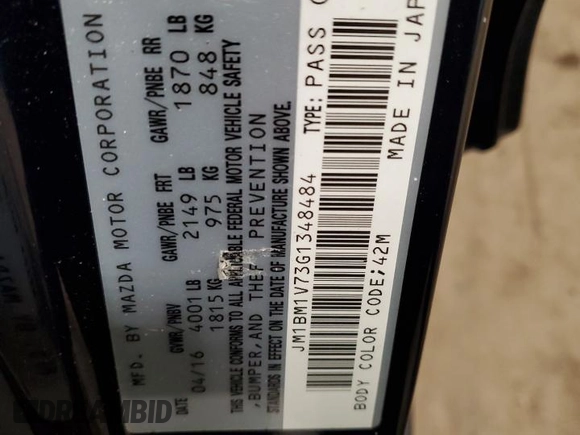 MFD. BY MAZDA MOTOR CORPORATION
GVWR/PNBV GAWR/PNBE FRT GAWR/PNBE RR
DATE 04/16 4001 LB 2149 LB 1870 LB
1815 KG 975 KG 848 KG
THIS VEHICLE CONFORMS TO ALL APPLICABLE FEDERAL MOTOR VEHICLE SAFETY
, BUMPER, AND THEFT PREVENTION
STANDARDS IN EFFECT ON THE DATE OF MANUFACTURE SHOWN ABOVE.
JM1BM1V73G1348484 TYPE: PASS
BODY COLOR CODE;42M MADE IN JAP